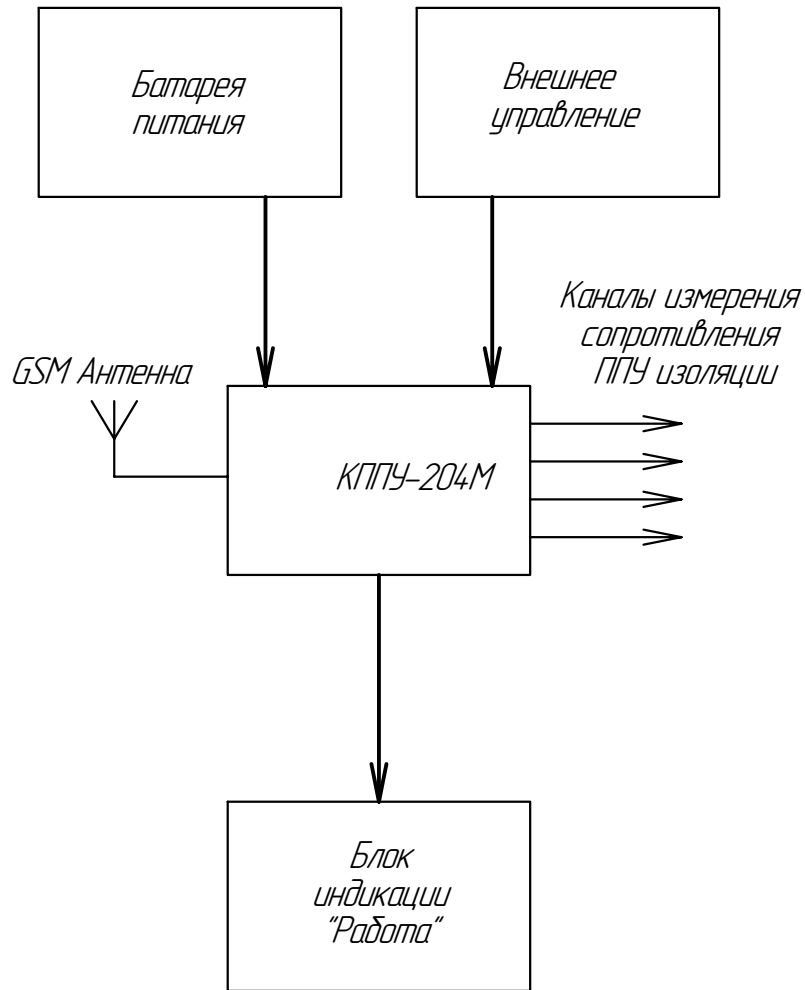 Батарея
питания
Внешнее
управление
Каналы измерения
сопротивления
ППУ изоляции
GSM Антенна
КППУ-204М
Блок
индикации
"Работа"